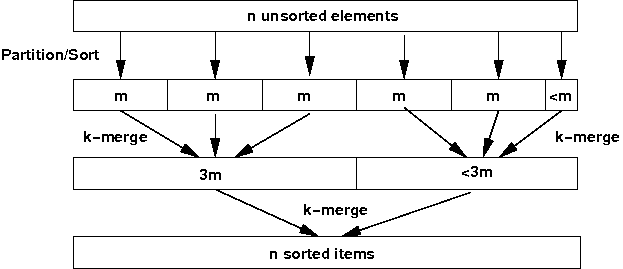 n unsorted elements
Partition/Sort
m m m m m <m
k-merge k-merge
3m <3m
k-merge
n sorted items